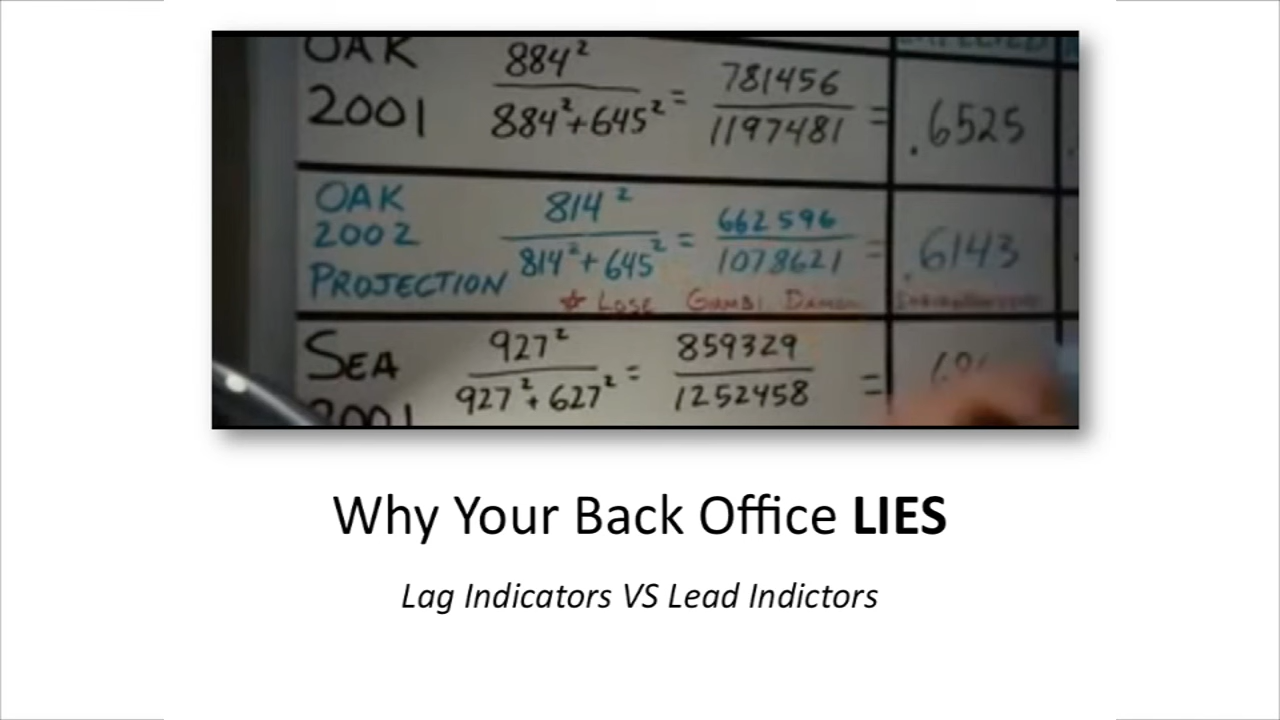 OAK 884²
2001 884²+645² = 781456
1197481 = .6525
OAK 814²
2002 814²+645² = 662596
PROJECTION 1078621 = .6143
☆ LOSE GIAMBI DAMON
SEA 927²
927²+627² = 859329
1252458 =
2001
Why Your Back Office LIES
Lag Indicators VS Lead Indictors